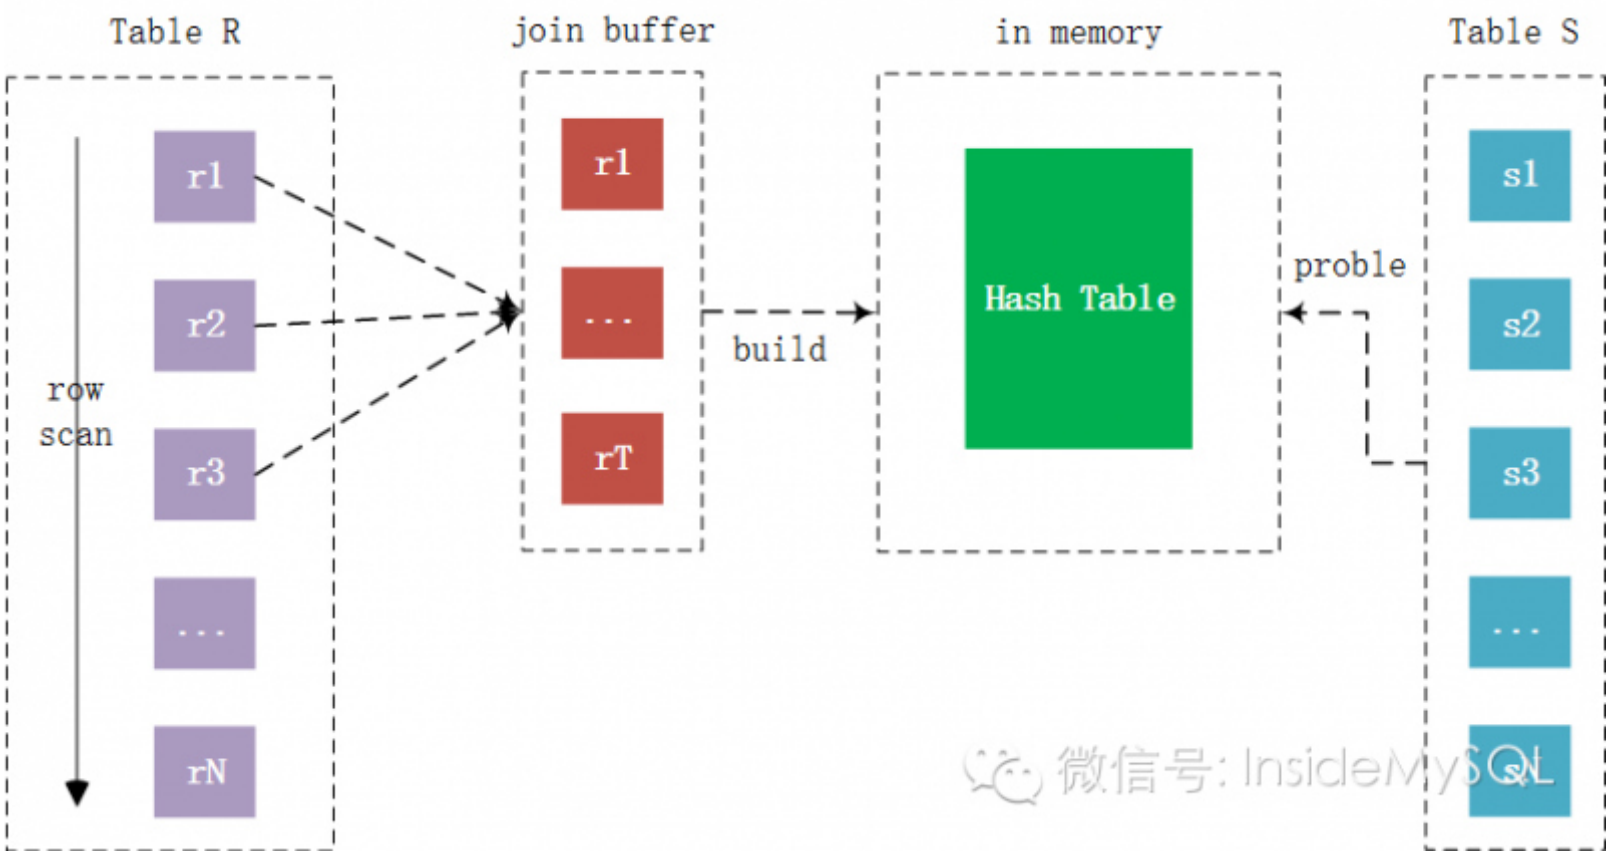 Table R
join buffer
in memory
Table S
r1
r2
r3
...
rN
row
scan
r1
...
rT
build
Hash Table
proble
s1
s2
s3
...
微信号: InsideMySQL